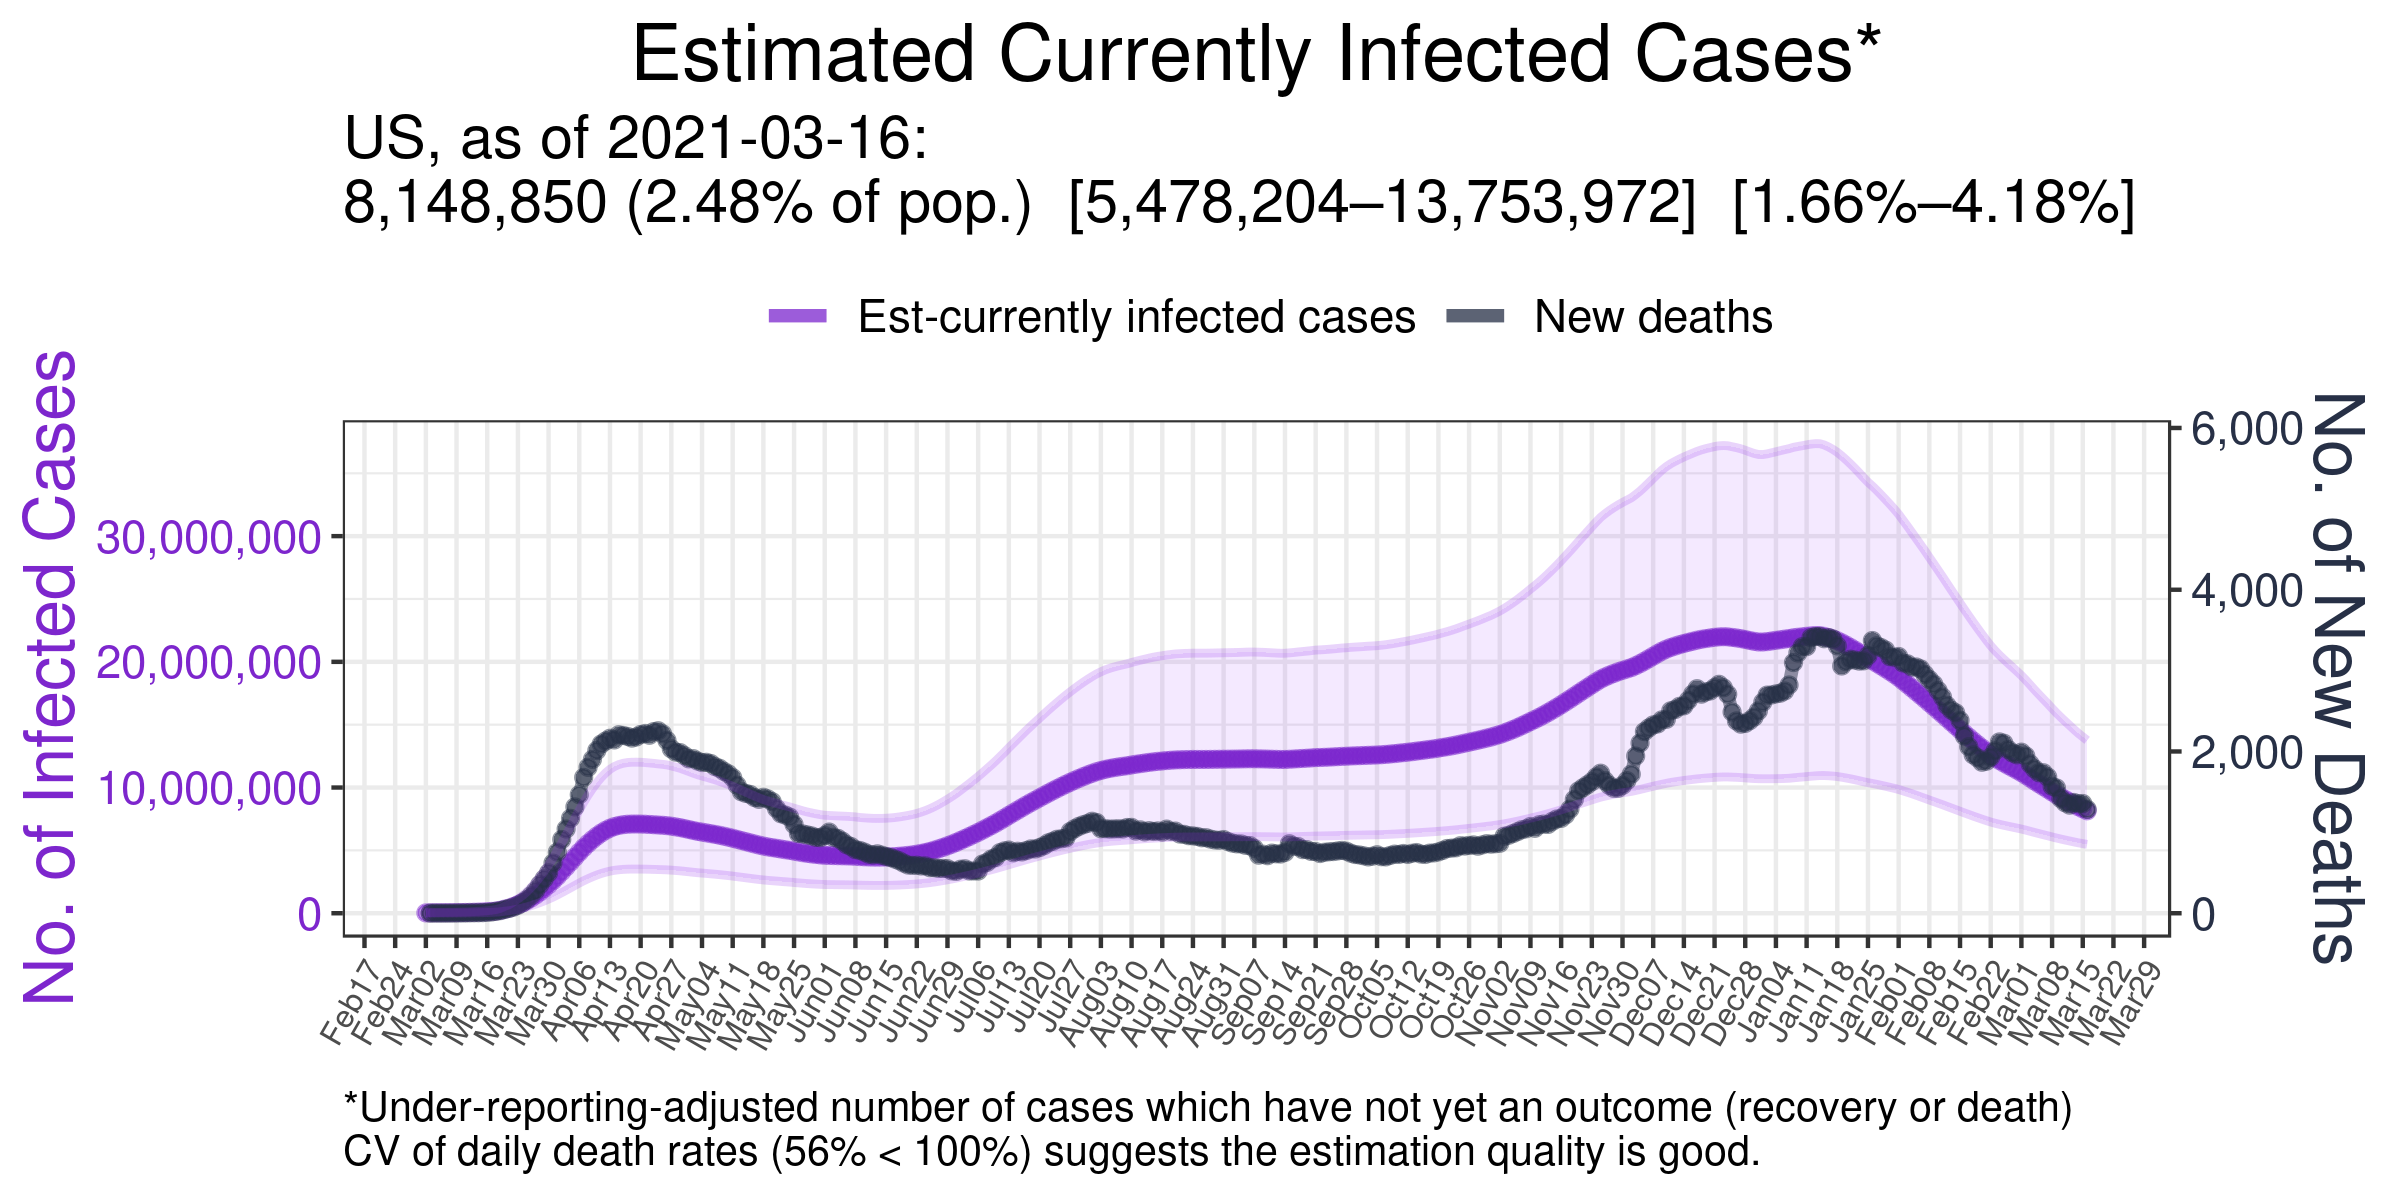 Estimated Currently Infected Cases*
US, as of 2021-03-16:
8,148,850 (2.48% of pop.) [5,478,204–13,753,972] [1.66%–4.18%]
Est-currently infected cases New deaths
No. of Infected Cases
30,000,000
20,000,000
10,000,000
0
6,000
4,000
2,000
0
No. of New Deaths
Feb17 Feb24 Mar02 Mar09 Mar16 Mar23 Mar30 Apr06 Apr13 Apr20 Apr27 May04 May11 May18 May25 Jun01 Jun08 Jun15 Jun22 Jun29 Jul06 Jul13 Jul20 Jul27 Aug03 Aug10 Aug17 Aug24 Aug31 Sep07 Sep14 Sep21 Sep28 Oct05 Oct12 Oct19 Oct26 Nov02 Nov09 Nov16 Nov23 Nov30 Dec07 Dec14 Dec21 Dec28 Jan04 Jan11 Jan18 Jan25 Feb01 Feb08 Feb15 Feb22 Mar01 Mar08 Mar15 Mar22 Mar29
*Under-reporting-adjusted number of cases which have not yet an outcome (recovery or death)
CV of daily death rates (56% < 100%) suggests the estimation quality is good.